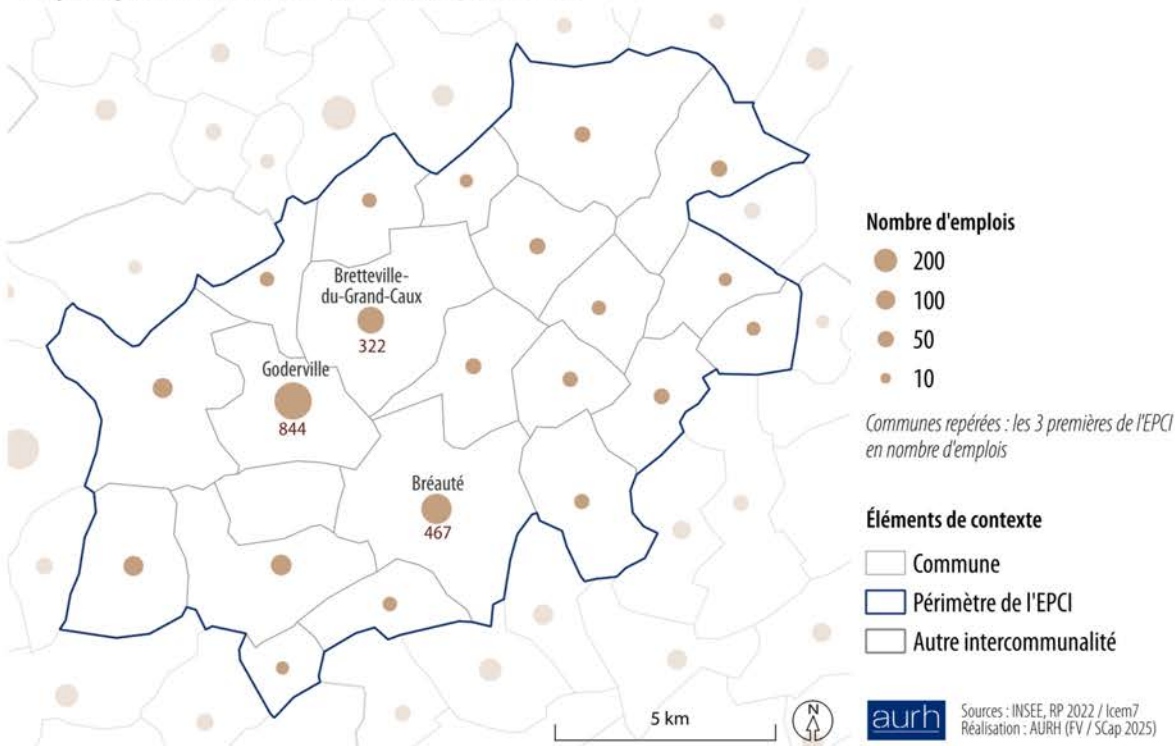 Bretteville-
du-Grand-Caux
322
Goderville
844
Bréauté
467
5 km
N
Nombre d'emplois
200
100
50
10
Communes repérées : les 3 premières de l'EPCI
en nombre d'emplois
Éléments de contexte
Commune
Périmètre de l'EPCI
Autre intercommunalité
aurh
Sources : INSEE, RP 2022 / Icem7
Réalisation : AURH (FV / SCap 2025)